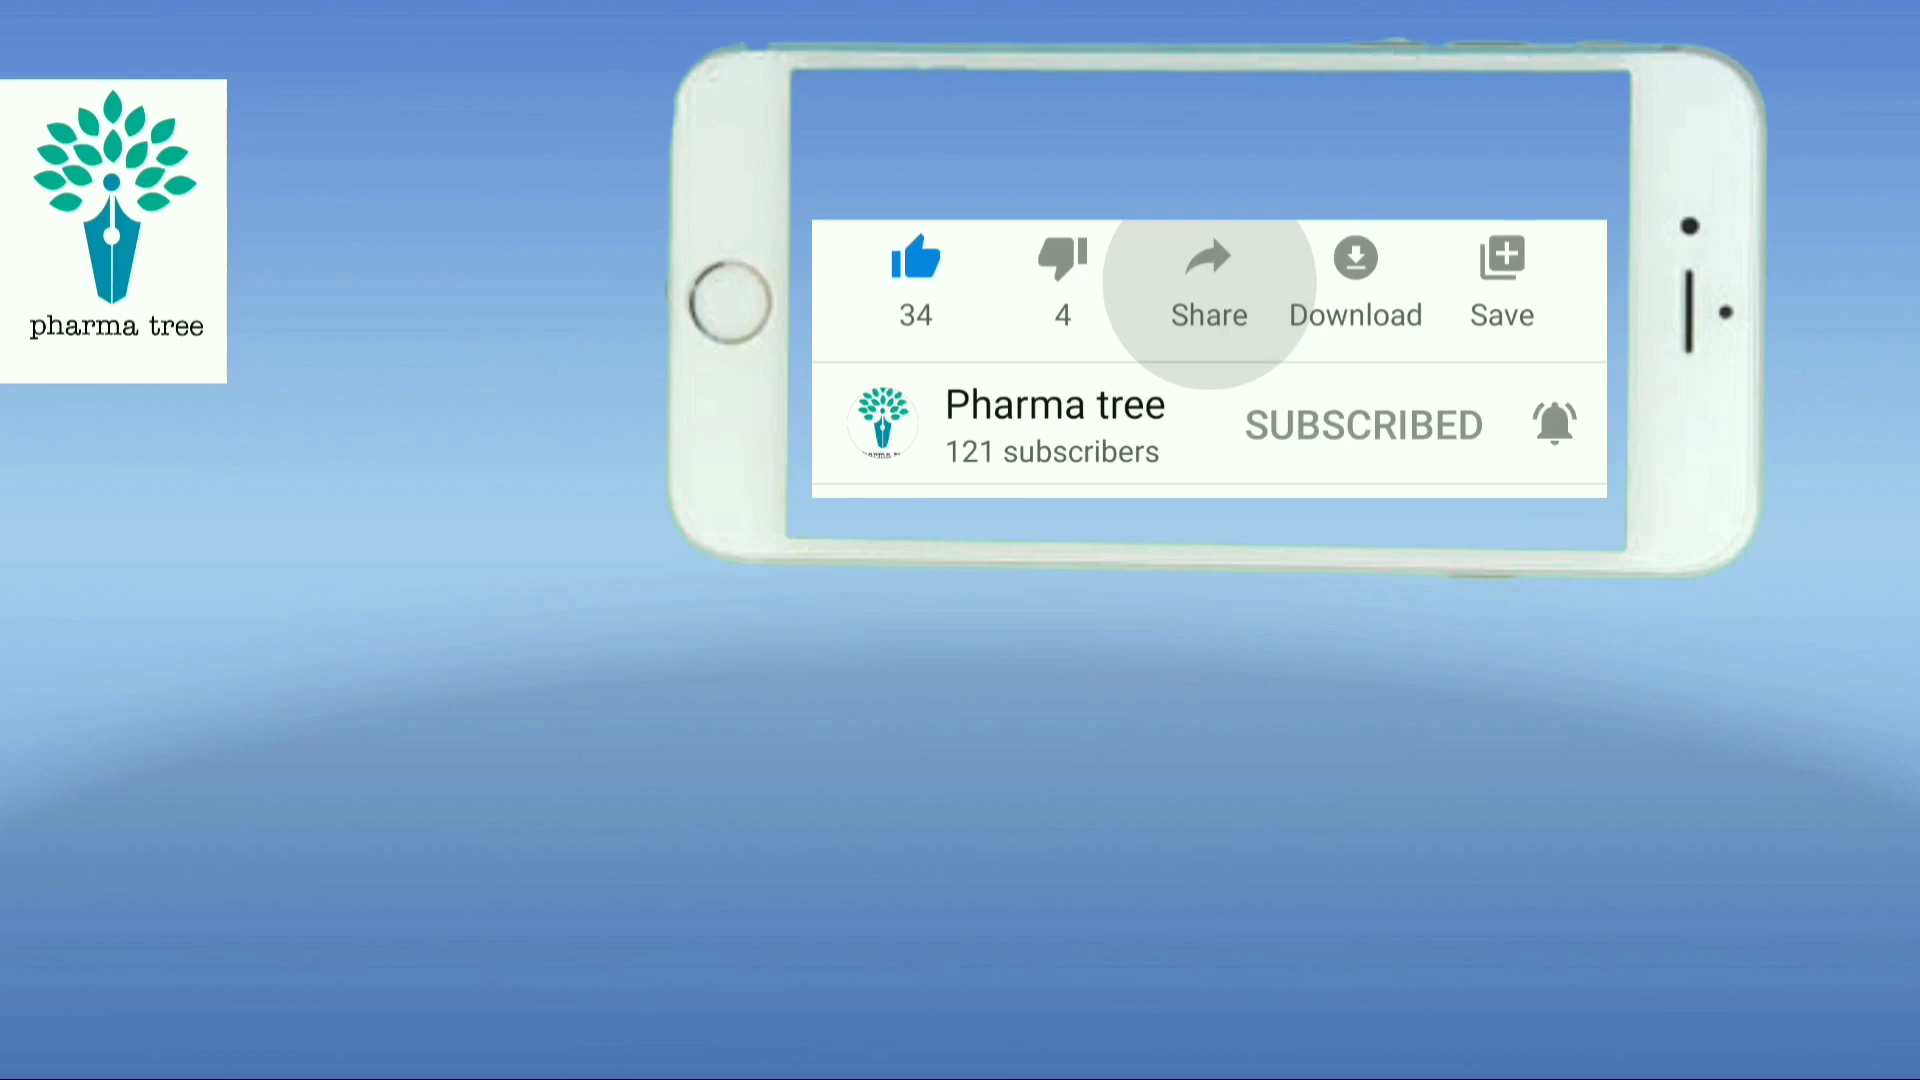 pharma tree
34 4 Share Download Save
Pharma tree
121 subscribers
SUBSCRIBED